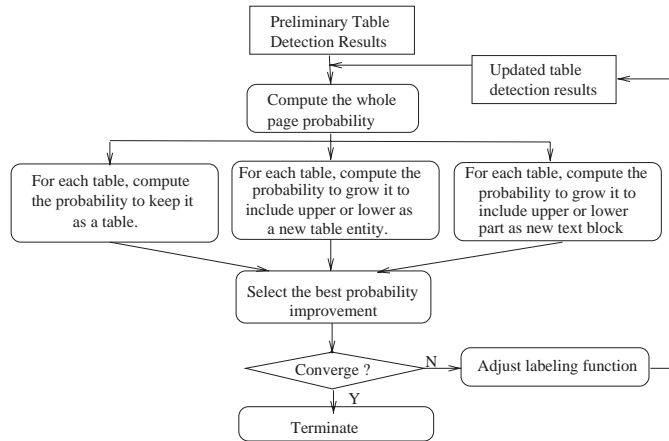 Preliminary Table
Detection Results
Updated table
detection results
Compute the whole
page probability
For each table, compute
the probability to keep it
as a table.
For each table, compute the
probability to grow it to
include upper or lower as
a new table entity.
For each table, compute the
probability to grow it to
include upper or lower
part as new text block
Select the best probability
improvement
Converge ?
N
Adjust labeling function
Y
Terminate